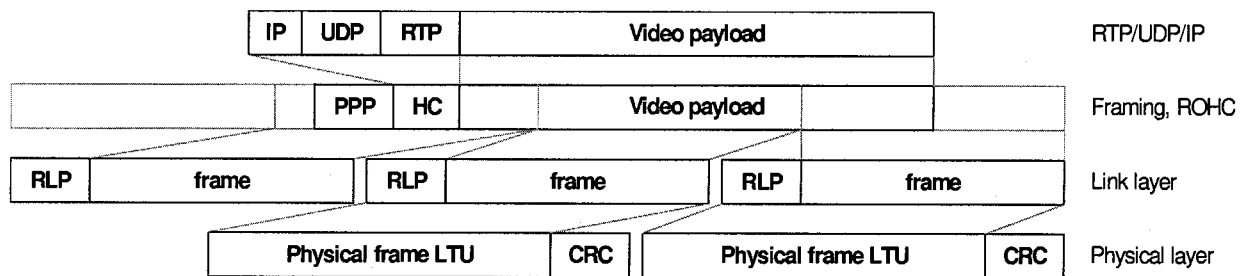 IP UDP RTP Video payload RTP/UDP/IP
PPP HC Video payload Framing, ROHC
RLP frame RLP frame RLP frame Link layer
Physical frame LTU CRC Physical frame LTU CRC Physical layer